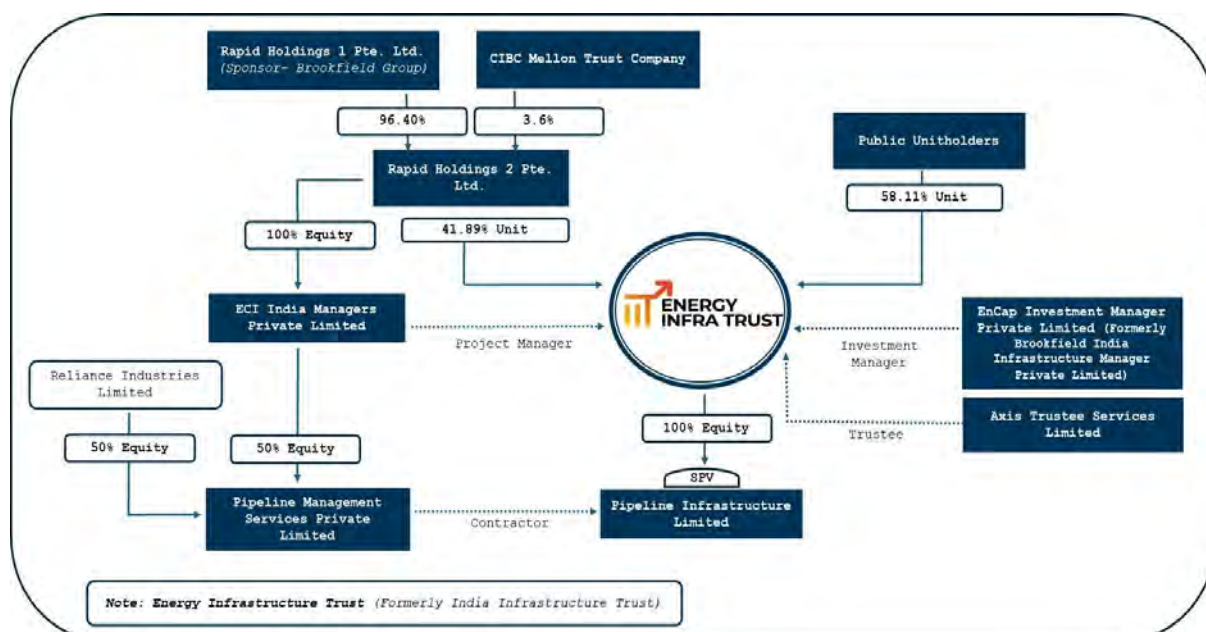 Rapid Holdings 1 Pte. Ltd.
(Sponsor- Brookfield Group)
CIBC Mellon Trust Company
96.40%
3.6%
Public Unitholders
Rapid Holdings 2 Pte.
Ltd.
58.11% Unit
100% Equity
41.89% Unit
ENERGY
INFRA TRUST
ECI India Managers
Private Limited
Project Manager
EnCap Investment Manager
Private Limited (Formerly
Brookfield India
Infrastructure Manager
Private Limited)
Investment
Manager
Reliance Industries
Limited
Axis Trustee Services
Limited
Trustee
50% Equity
50% Equity
100% Equity
SPV
Pipeline Management
Services Private
Limited
Contractor
Pipeline Infrastructure
Limited
Note: Energy Infrastructure Trust (Formerly India Infrastructure Trust)